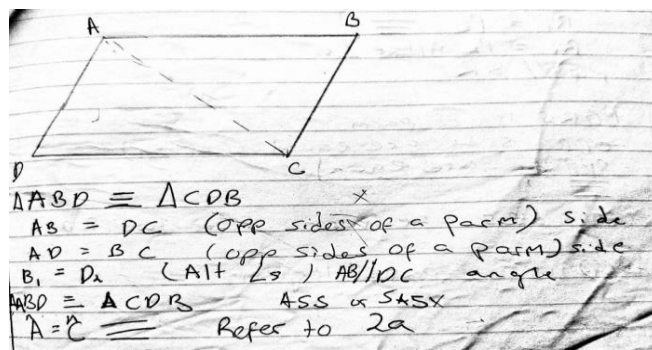 A B
D C
ΔABD ≡ ΔCDB x
AB = DC (opp sides of a parm) side
AD = BC (opp sides of a parm) side
B₁ = D₂ (Alt ∠s) AB//DC angle
ΔABD ≡ ΔCDB ASS or SAS X
Â = Ĉ Refer to 2a